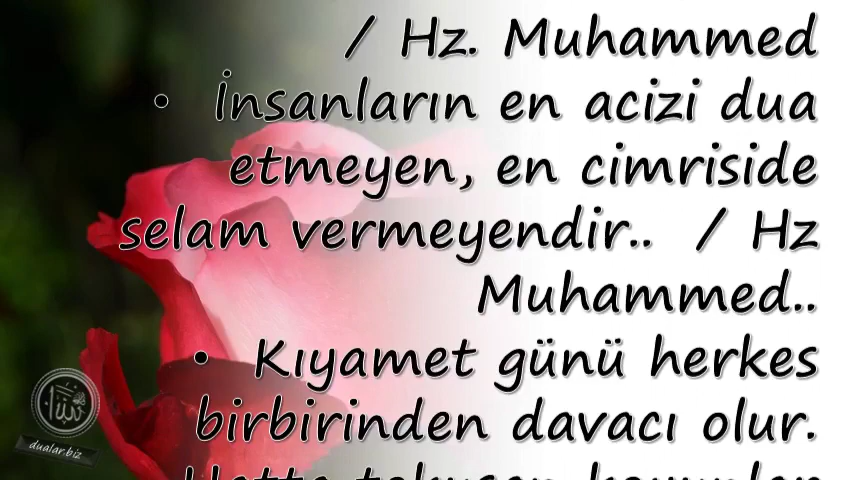 / Hz. Muhammed
• İnsanların en acizi dua
etmeyen, en cimriside
selam vermeyendir.. / Hz
Muhammed..
• Kıyamet günü herkes
birbirinden davacı olur.
dualar.biz